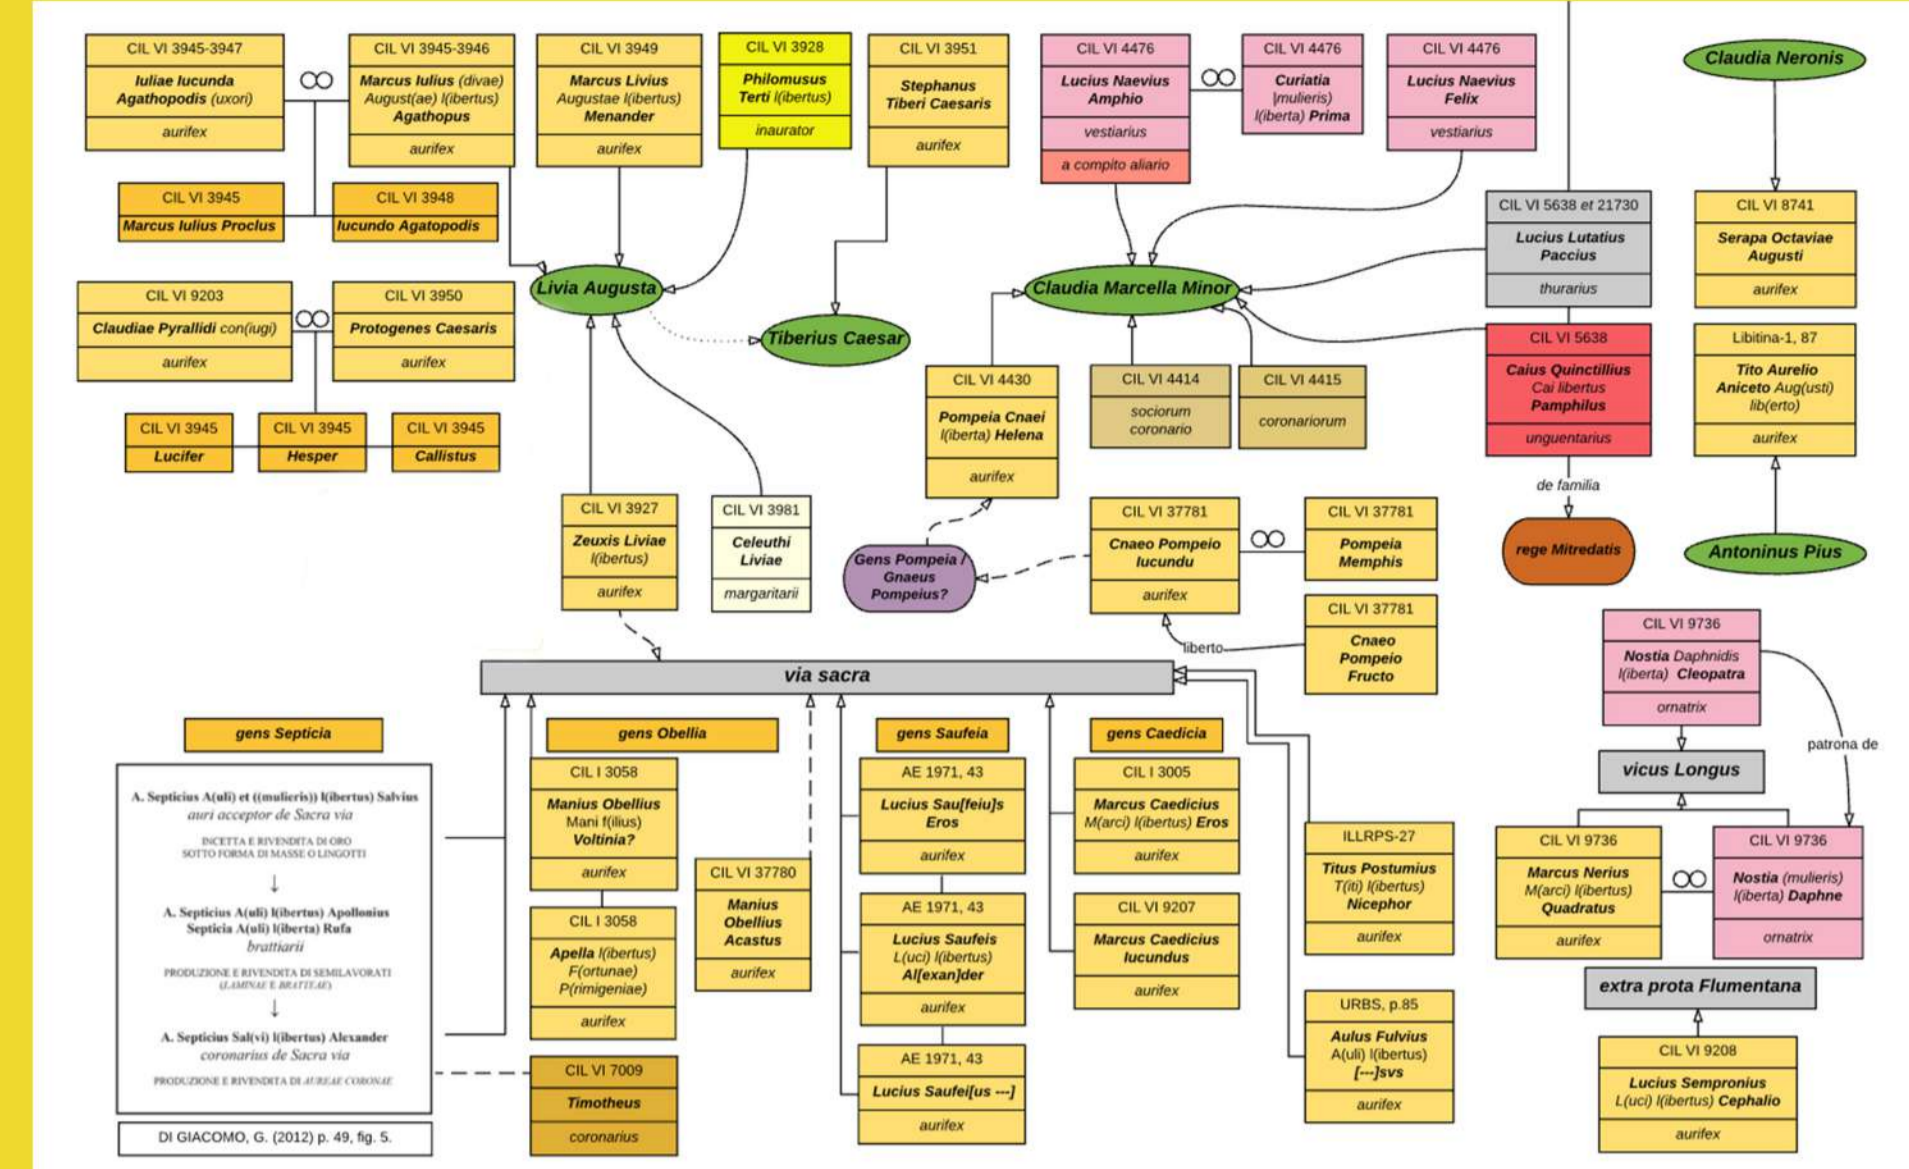 CIL VI 3945-3947
Iuliae Iucunda
Agathopodis (uxori)
aurifex
CIL VI 3945-3946
Marcus Iulius (divae)
August(ae) l(ibertus)
Agathopus
aurifex
CIL VI 3949
Marcus Livius
Augustae l(ibertus)
Menander
aurifex
CIL VI 3928
Philomusus
Terti l(ibertus)
inaurator
CIL VI 3951
Stephanus
Tiberi Caesaris
aurifex
CIL VI 4476
Lucius Naevius
Amphio
vestiarius
a compito aliario
CIL VI 4476
Curiatia
|mulieris)
l(iberta) Prima
CIL VI 4476
Lucius Naevius
Felix
vestiarius
Claudia Neronis
CIL VI 3945
Marcus Iulius Proclus
CIL VI 3948
Iucundo Agatopodis
CIL VI 5638 et 21730
Lucius Lutatius
Paccius
thurarius
CIL VI 8741
Serapa Octaviae
Augusti
aurifex
Livia Augusta
Claudia Marcella Minor
Tiberius Caesar
CIL VI 9203
Claudiae Pyrallidi con(iugi)
aurifex
CIL VI 3950
Protogenes Caesaris
aurifex
CIL VI 5638
Caius Quinctillius
Cai libertus
Pamphilus
unguentarius
Libitina-1, 87
Tito Aurelio
Aniceto Aug(usti)
lib(erto)
aurifex
CIL VI 3945
Lucifer
CIL VI 3945
Hesper
CIL VI 3945
Callistus
CIL VI 4430
Pompeia Cnaei
l(iberta) Helena
aurifex
CIL VI 4414
sociorum
coronario
CIL VI 4415
coronariorum
de familia
rege Mitredatis
Antoninus Pius
CIL VI 3927
Zeuxis Liviae
l(ibertus)
aurifex
CIL VI 3981
Celeuthi
Liviae
margaritarii
Gens Pompeia /
Gnaeus
Pompeius?
CIL VI 37781
Cnaeo Pompeio
Iucundu
aurifex
CIL VI 37781
Pompeia
Memphis
CIL VI 37781
Cnaeo
Pompeio
Fructo
liberto
CIL VI 9736
Nostia Daphnidis
l(iberta) Cleopatra
ornatrix
patrona de
via sacra
gens Septicia
gens Obellia
gens Saufeia
gens Caedicia
vicus Longus
A. Septicius A(uli) et ((mulieris)) l(ibertus) Salvius
auri acceptor de Sacra via
INCETTA E RIVENDITA DI ORO
SOTTO FORMA DI MASSE O LINGOTTI
A. Septicius A(uli) l(ibertus) Apollonius
Septicia A(uli) l(iberta) Rufa
brattiarii
PRODUZIONE E RIVENDITA DI SEMILAVORATI
(LAMINAE E BRATTEAE)
A. Septicius Sal(vi) l(ibertus) Alexander
coronarius de Sacra via
PRODUZIONE E RIVENDITA DI AUREAE CORONAE
DI GIACOMO, G. (2012) p. 49, fig. 5.
CIL I 3058
Manius Obellius
Mani f(ilius)
Voltinia?
aurifex
CIL I 3058
Apella l(ibertus)
F(ortunae)
P(rimigeniae)
aurifex
CIL VI 7009
Timotheus
coronarius
CIL VI 37780
Manius
Obellius
Acastus
aurifex
AE 1971, 43
Lucius Sau[feiu]s
Eros
aurifex
AE 1971, 43
Lucius Saufeis
L(uci) l(ibertus)
Al[exan]der
aurifex
AE 1971, 43
Lucius Saufei[us ---]
aurifex
CIL I 3005
Marcus Caedicius
M(arci) l(ibertus) Eros
aurifex
CIL VI 9207
Marcus Caedicius
Iucundus
aurifex
ILLRPS-27
Titus Postumius
T(iti) l(ibertus)
Nicephor
aurifex
URBS, p.85
Aulus Fulvius
A(uli) l(ibertus)
[---]svs
aurifex
CIL VI 9736
Marcus Nerius
M(arci) l(ibertus)
Quadratus
aurifex
CIL VI 9736
Nostia (mulieris)
l(iberta) Daphne
ornatrix
extra prota Flumentana
CIL VI 9208
Lucius Sempronius
L(uci) l(ibertus) Cephalio
aurifex